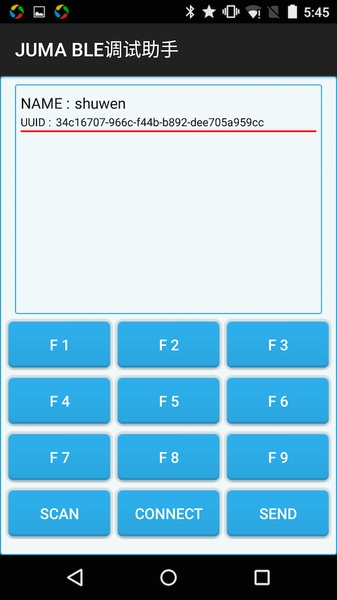 5:45
JUMA BLE调试助手
NAME : shuwen
UUID : 34c16707-966c-f44b-b892-dee705a959cc
F 1 F 2 F 3
F 4 F 5 F 6
F 7 F 8 F 9
SCAN CONNECT SEND